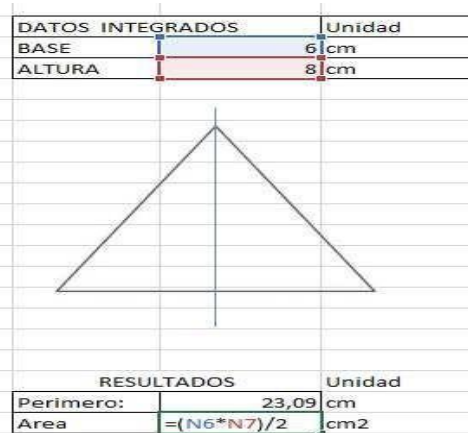 DATOS INTEGRADOS Unidad
BASE 6 cm
ALTURA 8 cm
RESULTADOS Unidad
Perimero: 23,09 cm
Area =(N6*N7)/2 cm2